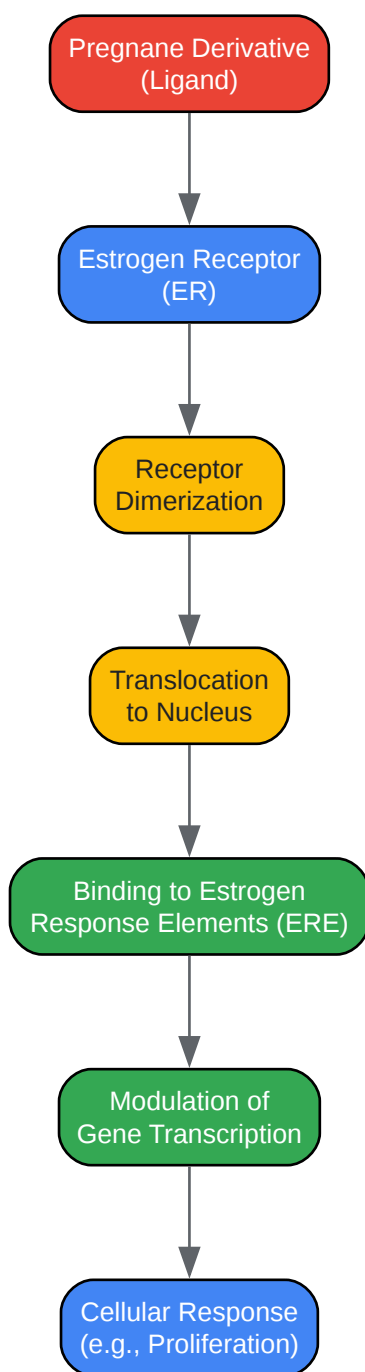 Pregnane Derivative
(Ligand)
Estrogen Receptor
(ER)
Receptor
Dimerization
Translocation
to Nucleus
Binding to Estrogen
Response Elements (ERE)
Modulation of
Gene Transcription
Cellular Response
(e.g., Proliferation)